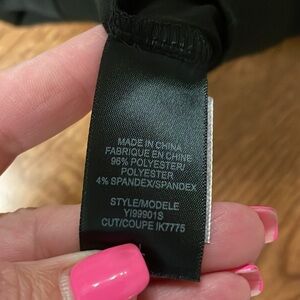 MADE IN CHINA
FABRIQUE EN CHINE
96% POLYESTER/
POLYESTER
4% SPANDEX/SPANDEX
STYLE/MODELE
YI99901S
CUT/COUPE IK7775